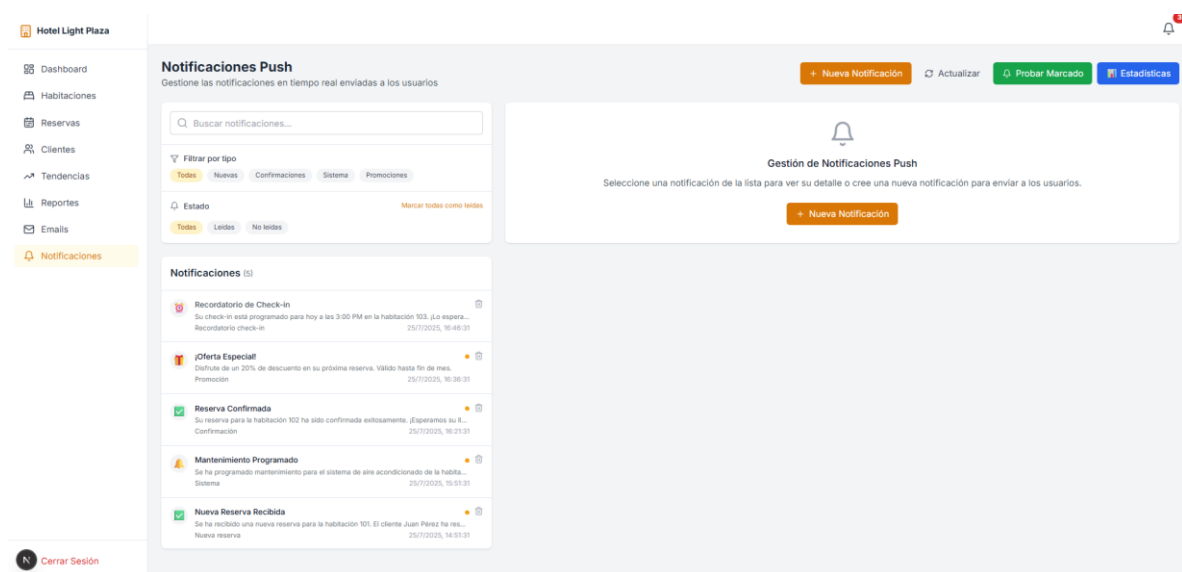 Hotel Light Plaza
3
Dashboard
Habitaciones
Reservas
Clientes
Tendencias
Reportes
Emails
Notificaciones
N
Cerrar Sesión
Notificaciones Push
Gestione las notificaciones en tiempo real enviadas a los usuarios
+ Nueva Notificación
Actualizar
Probar Marcado
Estadísticas
Buscar notificaciones...
Filtrar por tipo
Todas Nuevas Confirmaciones Sistema Promociones
Estado Marcar todas como leídas
Todas Leídas No leídas
Notificaciones (5)
Recordatorio de Check-in
Su check-in está programado para hoy a las 3:00 PM en la habitación 103. ¡Lo espera...
Recordatorio check-in 25/7/2025, 16:46:31
¡Oferta Especial!
Disfrute de un 20% de descuento en su próxima reserva. Válido hasta fin de mes.
Promoción 25/7/2025, 16:36:31
Reserva Confirmada
Su reserva para la habitación 102 ha sido confirmada exitosamente. ¡Esperamos su ll...
Confirmación 25/7/2025, 16:21:31
Mantenimiento Programado
Se ha programado mantenimiento para el sistema de aire acondicionado de la habita...
Sistema 25/7/2025, 15:51:31
Nueva Reserva Recibida
Se ha recibido una nueva reserva para la habitación 101. El cliente Juan Pérez ha res...
Nueva reserva 25/7/2025, 14:51:31
Gestión de Notificaciones Push
Seleccione una notificación de la lista para ver su detalle o cree una nueva notificación para enviar a los usuarios.
+ Nueva Notificación